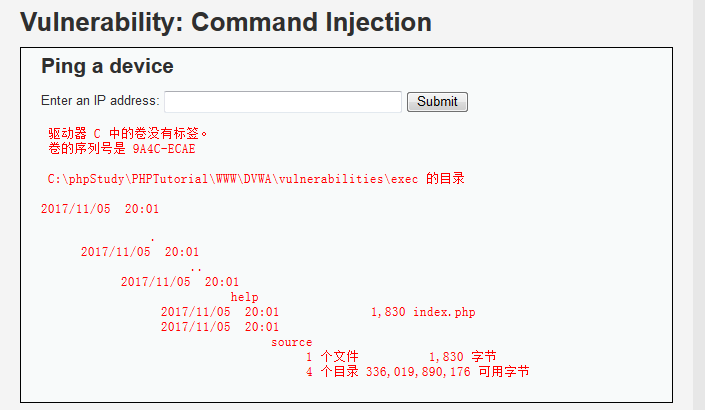 Vulnerability: Command Injection
Ping a device
Enter an IP address: Submit
驱动器 C 中的卷没有标签。
卷的序列号是 9A4C-ECAE
C:\phpStudy\PHPTutorial\WWW\DVWA\vulnerabilities\exec 的目录
2017/11/05 20:01
.
2017/11/05 20:01
..
2017/11/05 20:01
help
2017/11/05 20:01 1,830 index.php
2017/11/05 20:01
source
1 个文件 1,830 字节
4 个目录 336,019,890,176 可用字节